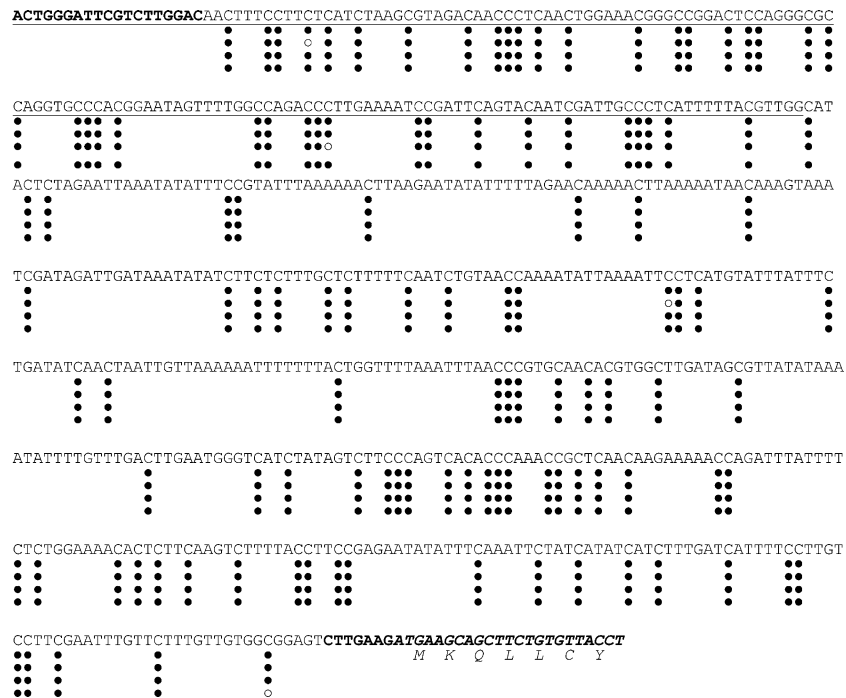 ACTGGGATTCGTCTTGGACAACTTTCCTTCTCATCTAAGCGTAGACAACCCTCAACTGGAAACGGGCCGGACTCCAGGGCGC
CAGGTGCCCACGGAATAGTTTTGGCCAGACCCTTGAAAATCCGATTCAGTACAATCGATTGCCCTCATTTTTACGTTGGCAT
ACTCTAGAATTAAATATATTTCCGTATTTAAAAAACTTAAGAATATATTTTTAGAACAAAAACTTAAAAATAACAAAGTAAA
TCGATAGATTGATAAATATATCTTCTCTTTGCTCTTTTTCAATCTGTAACCAAAATATTAAAATTCCTCATGTATTTATTTC
TGATATCAACTAATTGTTAAAAAATTTTTTTACTGGTTTTAAATTTAACCCGTGCAACACGTGGCTTGATAGCGTTATATAAA
ATATTTTGTTTGACTTGAATGGGTCATCTATAGTCTTCCCAGTCACACCCAAACCGCTCAACAAGAAAAACCAGATTTATTTT
CTCTGGAAAACACTCTTCAAGTCTTTTACCTTCCGAGAATATATTTCAAATTCTATCATATCATCTTTGATCATTTTCCTTGT
CCTTCGAATTTGTTCTTTGTTGTGGCGGAGTCTTGAAGATGAAGCAGCTTCTGTGTTACCT
M K Q L L C Y